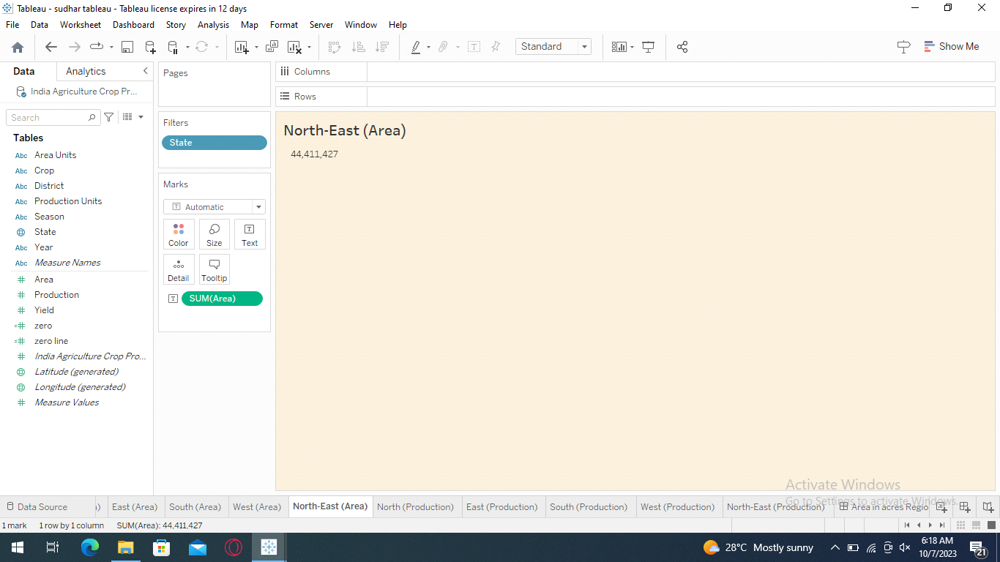 Tableau - sudhar tableau - Tableau license expires in 12 days
File Data Worksheet Dashboard Story Analysis Map Format Server Window Help
Standard
Show Me
Data Analytics
India Agriculture Crop Pr...
Search
Tables
Abc Area Units
Abc Crop
Abc District
Abc Production Units
Abc Season
State
Abc Year
Abc Measure Names
Area
Production
Yield
zero
zero line
India Agriculture Crop Pro...
Latitude (generated)
Longitude (generated)
Measure Values
Pages
Filters
State
Marks
T Automatic
Color Size Text
Detail Tooltip
T SUM(Area)
Columns
Rows
North-East (Area)
44,411,427
Activate Windows
Go to Settings to activate Windows.
Data Source East (Area) South (Area) West (Area) North-East (Area) North (Production) East (Production) South (Production) West (Production) North-East (Production) Area in acres Regio
1 mark 1 row by 1 column SUM(Area): 44,411,427
28°C Mostly sunny
6:18 AM
10/7/2023
21